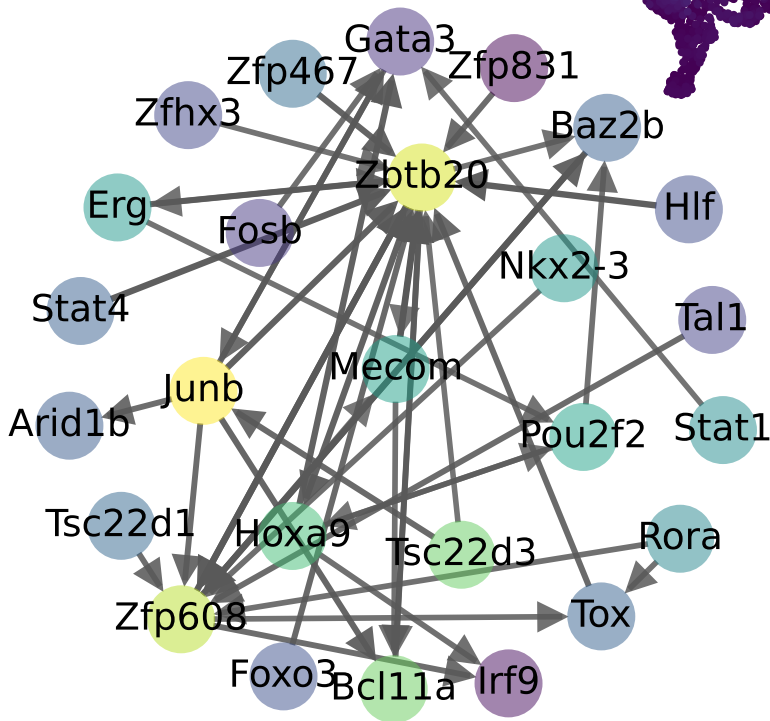 Gata3
Zfp467
Zfp831
Zfhx3
Baz2b
Zbtb20
Erg
Hlf
Fosb
Nkx2-3
Stat4
Tal1
Mecom
Junb
Arid1b
Pou2f2
Stat1
Tsc22d1
Hoxa9
Tsc22d3
Rora
Zfp608
Tox
Foxo3
Bcl11a
Irf9